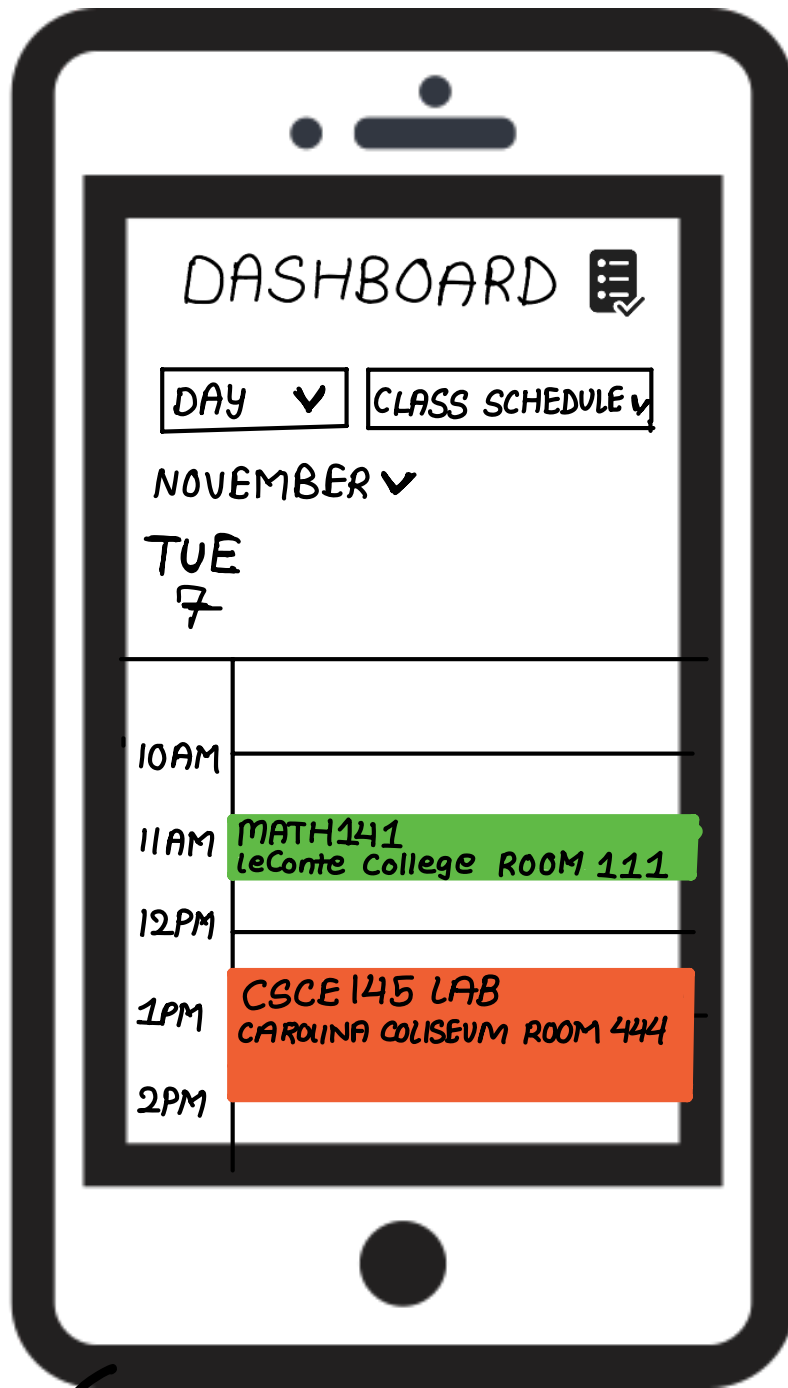 DASHBOARD
DAY
CLASS SCHEDULE
NOVEMBER
TUE
7
10AM
11AM
MATH141
leConte College ROOM 111
12PM
CSCE 145 LAB
1PM
CAROLINA COLISEUM ROOM 444
2PM